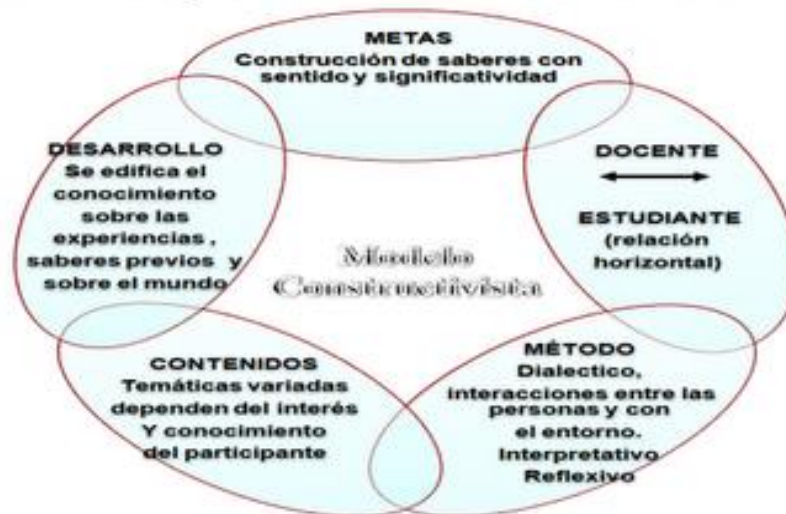 METAS
Construcción de saberes con
sentido y significatividad
DOCENTE
ESTUDIANTE
(relación
horizontal)
MÉTODO
Dialectico,
interacciones entre las
personas y con
el entorno.
Interpretativo
Reflexivo
CONTENIDOS
Temáticas variadas
dependen del interés
Y conocimiento
del participante
DESARROLLO
Se edifica el
conocimiento
sobre las
experiencias ,
saberes previos y
sobre el mundo
Modelo
Constructivista